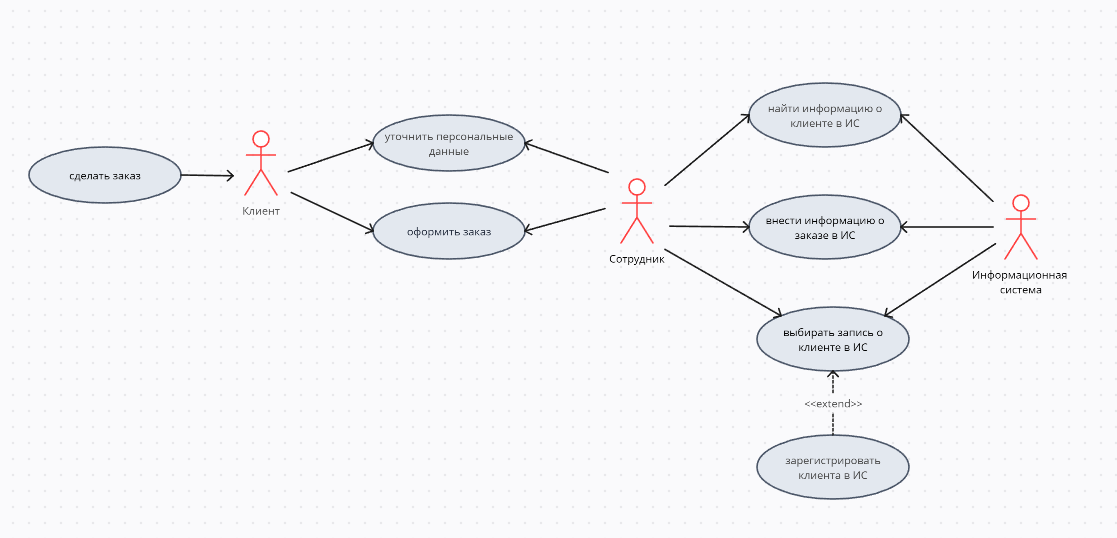 найти информацию о
клиенте в ИС
уточнить персональные
данные
сделать заказ
Клиент
оформить заказ
внести информацию о
заказе в ИС
Сотрудник
Информационная
система
выбирать запись о
клиенте в ИС
<<extend>>
зарегистрировать
клиента в ИС